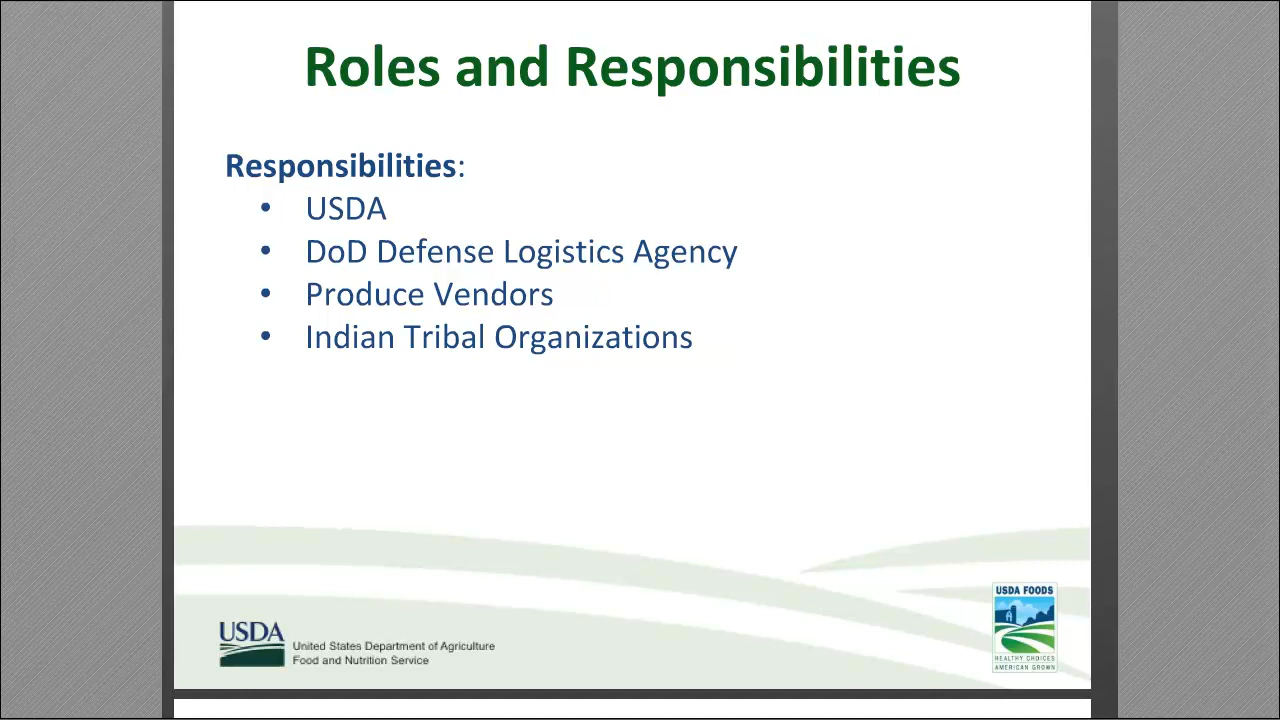 Roles and Responsibilities
Responsibilities:
• USDA
• DoD Defense Logistics Agency
• Produce Vendors
• Indian Tribal Organizations
USDA
United States Department of Agriculture
Food and Nutrition Service
USDA FOODS
HEALTHY CHOICES
AMERICAN GROWN